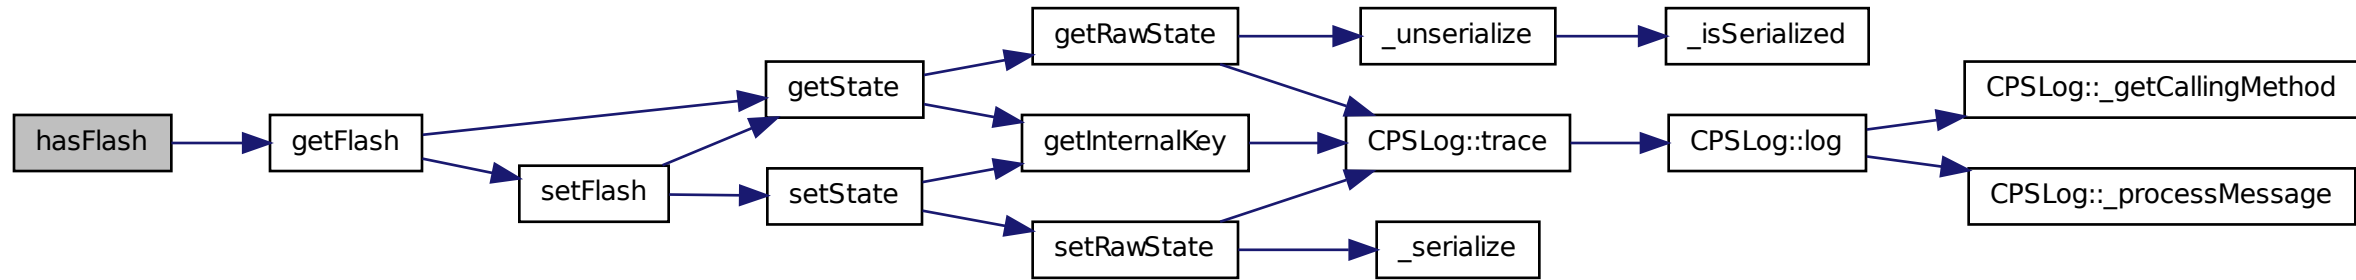 hasFlash
getFlash
setFlash
getState
setState
getRawState
getInternalKey
setRawState
_unserialize
CPSLog::trace
_serialize
_isSerialized
CPSLog::log
CPSLog::_getCallingMethod
CPSLog::_processMessage